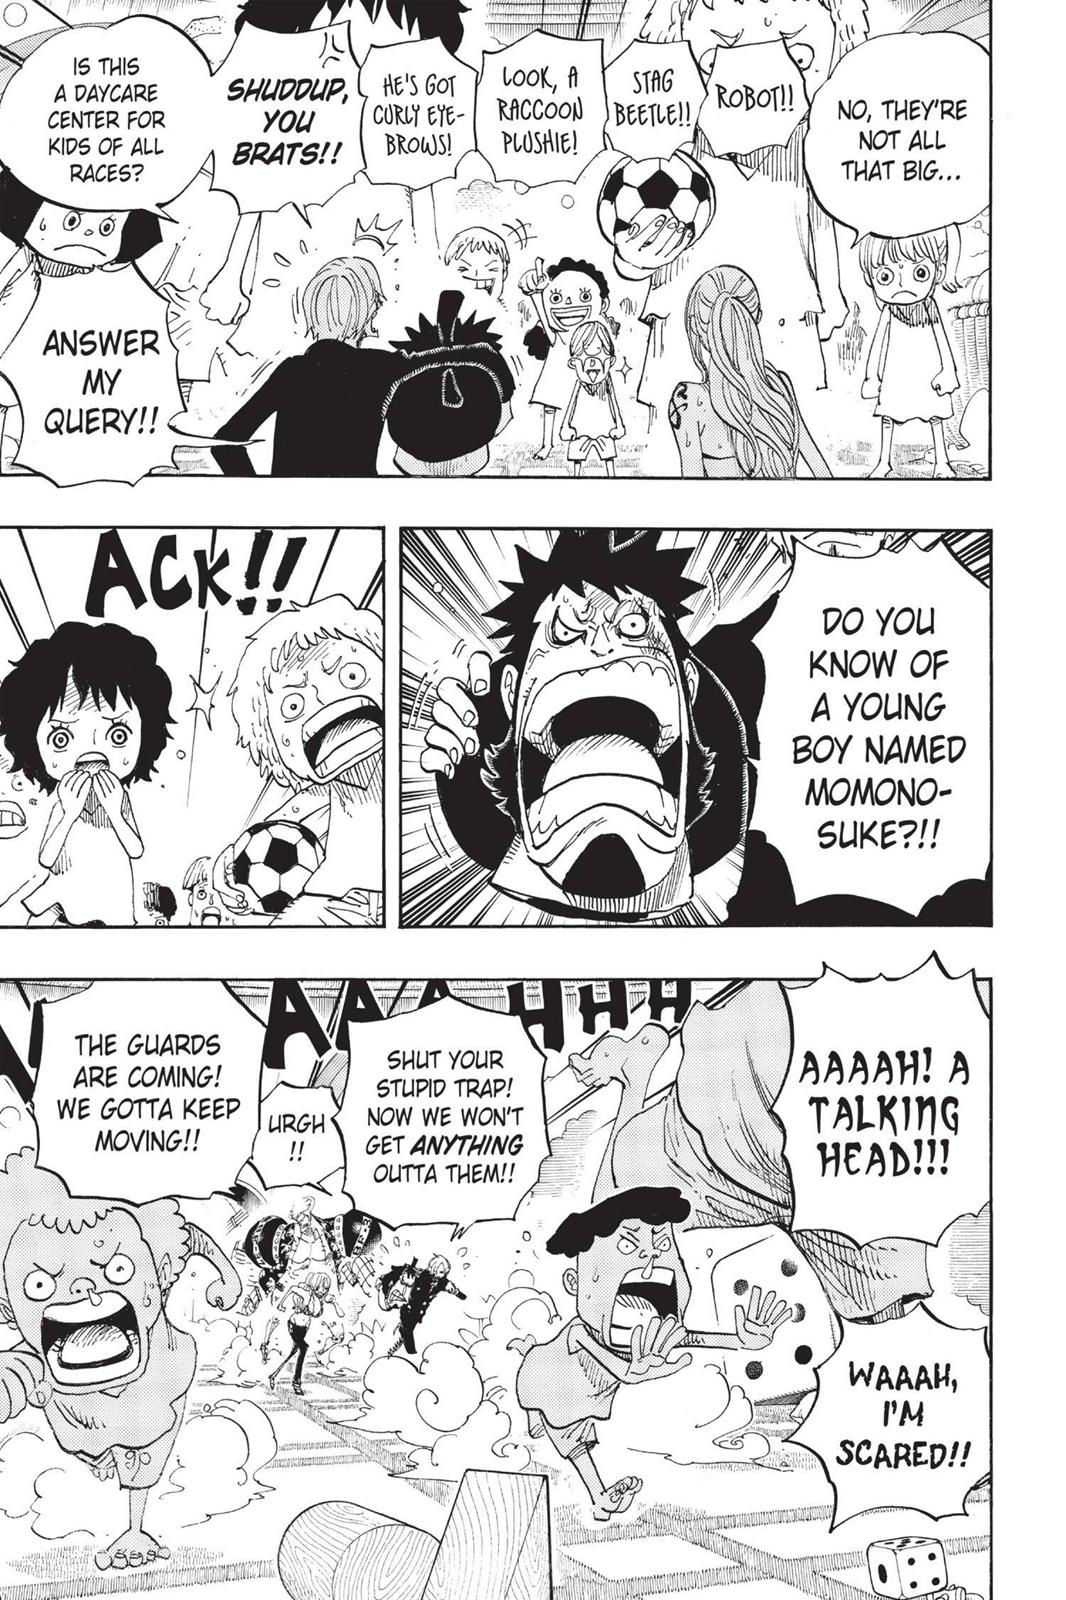 NO, THEY'RE
NOT ALL
THAT BIG...
ROBOT!!
STAG
BEETLE!!
LOOK, A
RACCOON
PLUSHIE!
HE'S GOT
CURLY EYE-
BROWS!
SHUDDUP,
YOU
BRATS!!
IS THIS
A DAYCARE
CENTER FOR
KIDS OF ALL
RACES?
ANSWER
MY
QUERY!!
DO YOU
KNOW OF
A YOUNG
BOY NAMED
MOMONO-
SUKE?!!
ACK!!
AAAAHHH
AAAAH! A
TALKING
HEAD!!!
WAAAH,
I'M
SCARED!!
SHUT YOUR
STUPID TRAP!
NOW WE WON'T
GET ANYTHING
OUTTA THEM!!
URGH
!!
THE GUARDS
ARE COMING!
WE GOTTA KEEP
MOVING!!